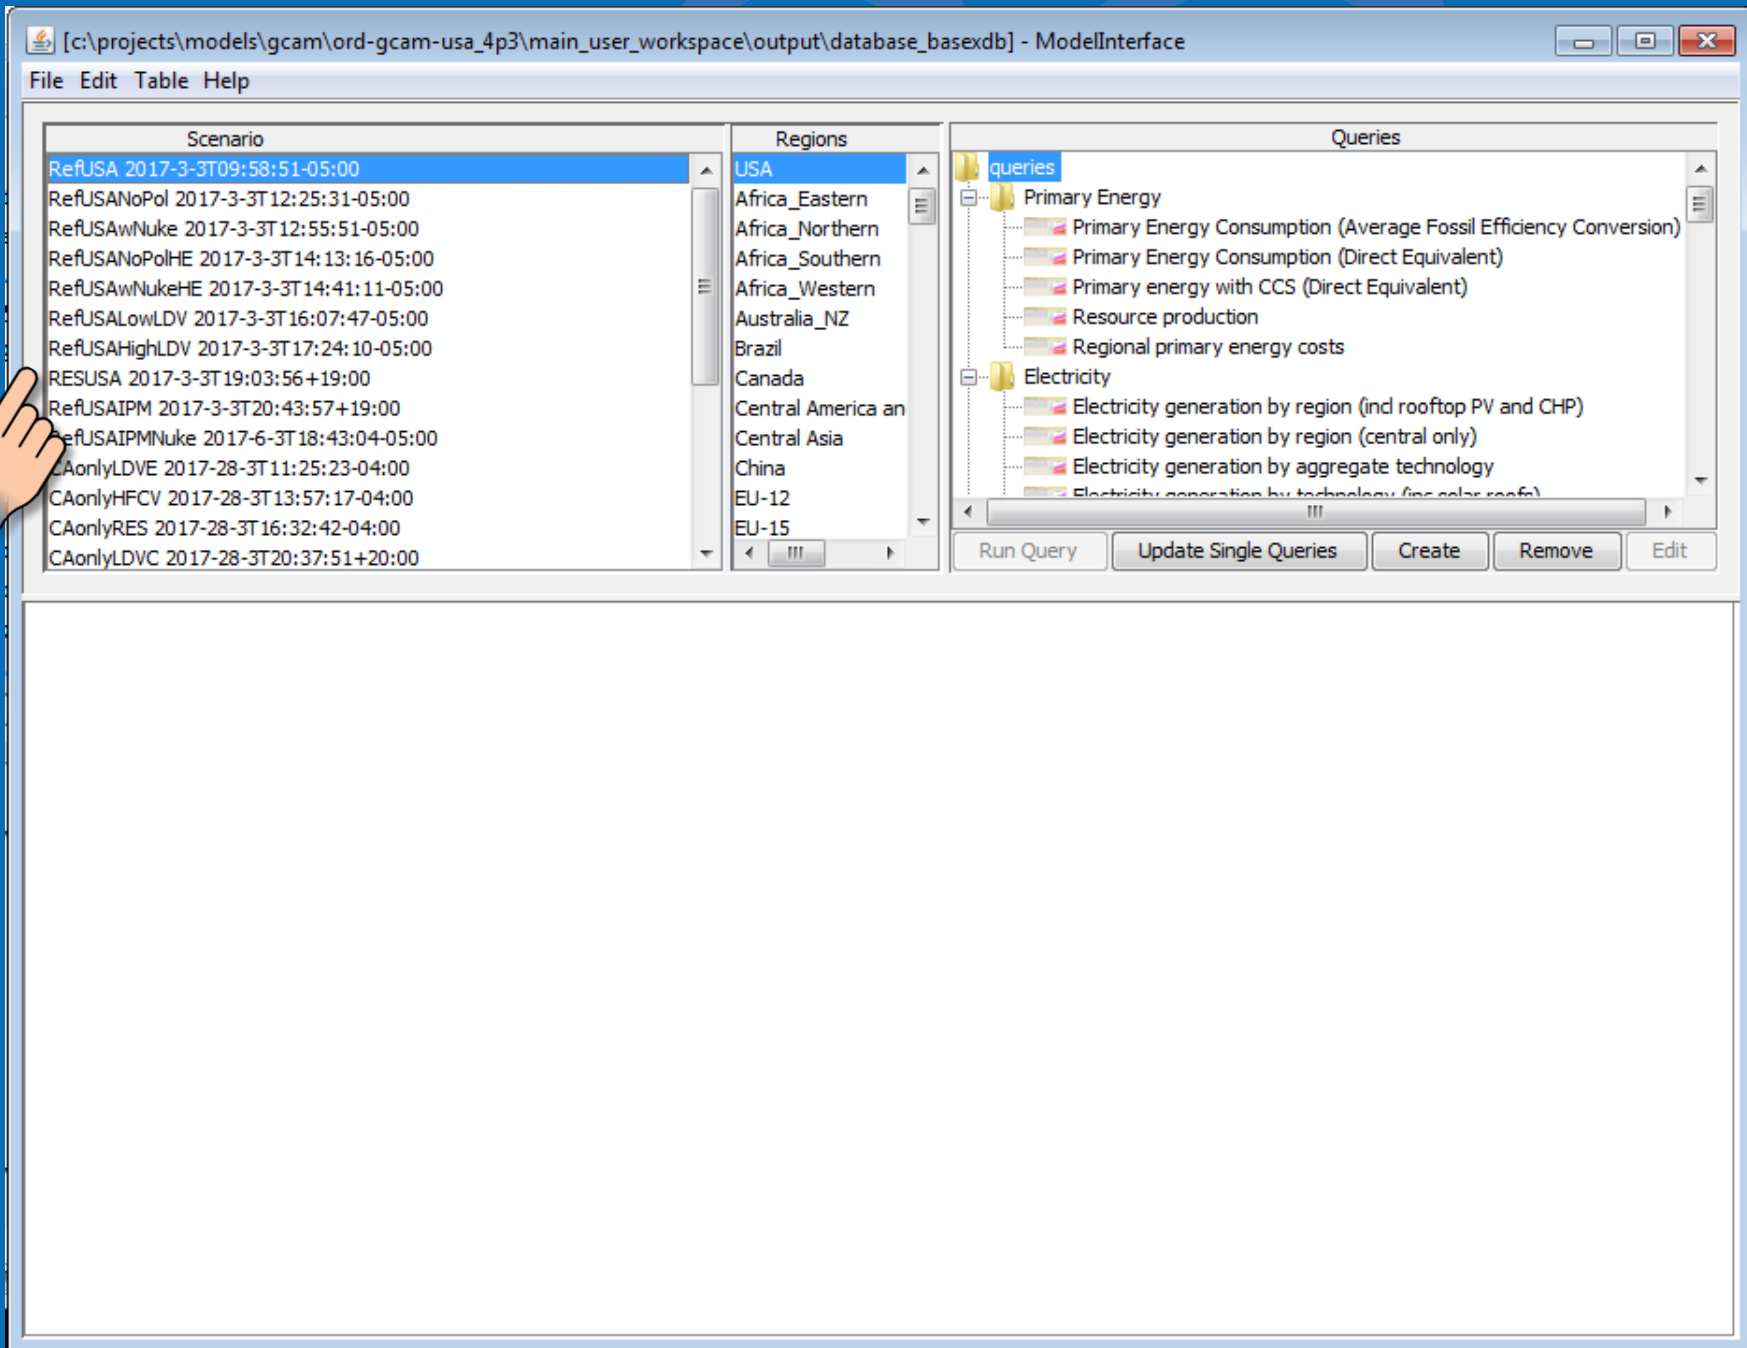 [c:\projects\models\gcam\ord-gcam-usa_4p3\main_user_workspace\output\database_basexdb] - ModelInterface
File Edit Table Help
Scenario
RefUSA 2017-3-3T09:58:51-05:00
RefUSANoPol 2017-3-3T12:25:31-05:00
RefUSAwNuke 2017-3-3T12:55:51-05:00
RefUSANoPolHE 2017-3-3T14:13:16-05:00
RefUSAwNukeHE 2017-3-3T14:41:11-05:00
RefUSALowLDV 2017-3-3T16:07:47-05:00
RefUSAHighLDV 2017-3-3T17:24:10-05:00
RESUSA 2017-3-3T19:03:56+19:00
RefUSAIPM 2017-3-3T20:43:57+19:00
efUSAIPMNuke 2017-6-3T18:43:04-05:00
CAonlyLDVE 2017-28-3T11:25:23-04:00
CAonlyHFCV 2017-28-3T13:57:17-04:00
CAonlyRES 2017-28-3T16:32:42-04:00
CAonlyLDVC 2017-28-3T20:37:51+20:00
Regions
USA
Africa_Eastern
Africa_Northern
Africa_Southern
Africa_Western
Australia_NZ
Brazil
Canada
Central America an
Central Asia
China
EU-12
EU-15
Queries
queries
Primary Energy
Primary Energy Consumption (Average Fossil Efficiency Conversion)
Primary Energy Consumption (Direct Equivalent)
Primary energy with CCS (Direct Equivalent)
Resource production
Regional primary energy costs
Electricity
Electricity generation by region (incl rooftop PV and CHP)
Electricity generation by region (central only)
Electricity generation by aggregate technology
Electricity generation by technology (inc solar roofs)
Run Query Update Single Queries Create Remove Edit